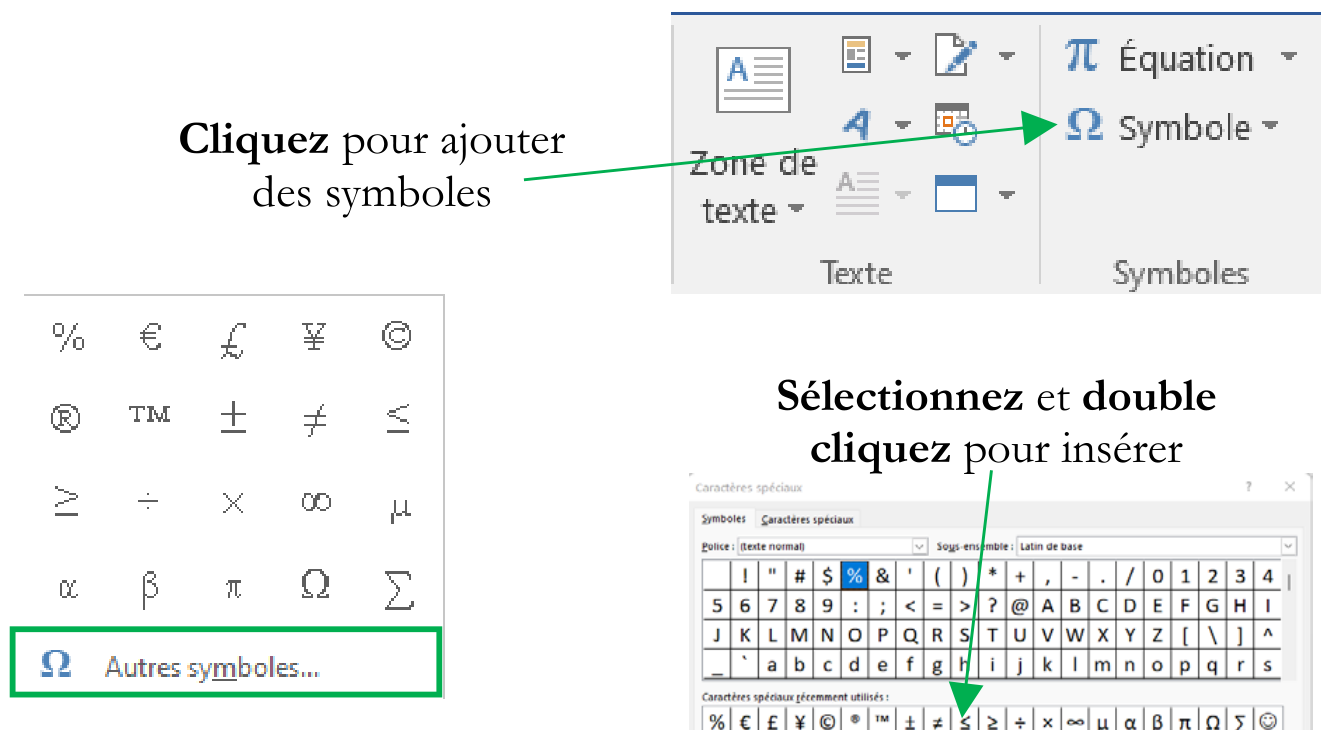 Équation
Cliquez pour ajouter
des symboles
Symbole
Zone de
texte
Texte
Symboles
% € £ ¥ ©
® TM ± ≠ ≤
≥ ÷ × ∞ µ
α β π Ω ∑
Ω Autres symboles...
Sélectionnez et double
cliquez pour insérer
Caractères spéciaux ? ×
Symboles Caractères spéciaux
Police : (texte normal) Sous-ensemble : Latin de base
! " # $ % & ' ( ) * + , - . / 0 1 2 3 4
5 6 7 8 9 : ; < = > ? @ A B C D E F G H I
J K L M N O P Q R S T U V W X Y Z [ \ ] ^
_ ` a b c d e f g h i j k l m n o p q r s
Caractères spéciaux récemment utilisés :
% € £ ¥ © ® ™ ± ≠ ≤ ≥ ÷ × ∞ µ α β π Ω ∑ ☺